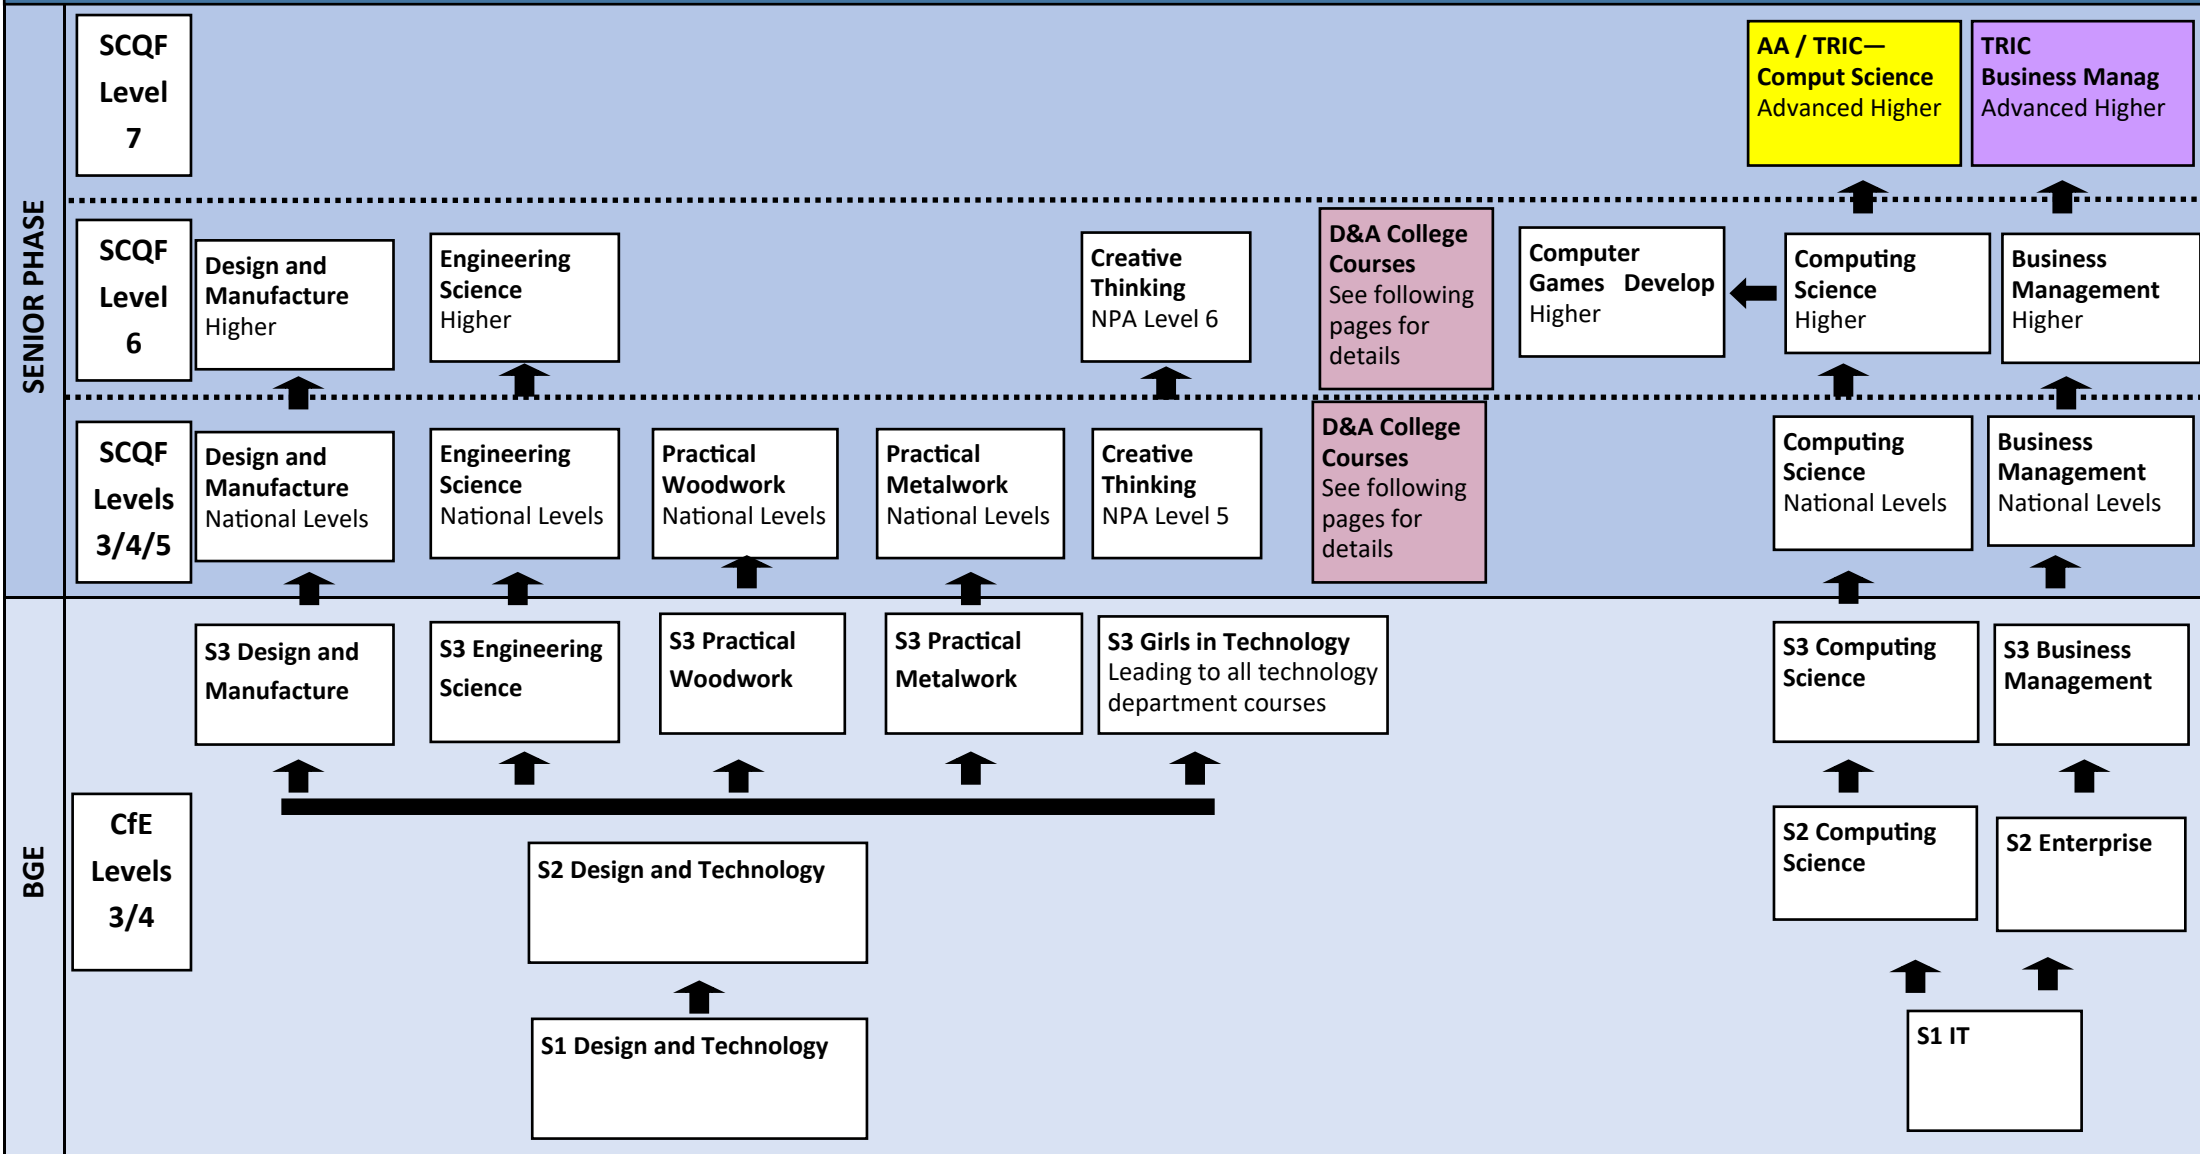 SENIOR PHASE
SCQF
Level
7
AA / TRIC—
Comput Science
Advanced Higher
TRIC
Business Manag
Advanced Higher
SCQF
Level
6
Design and
Manufacture
Higher
Engineering
Science
Higher
Creative
Thinking
NPA Level 6
D&A College
Courses
See following
pages for
details
Computer
Games Develop
Higher
Computing
Science
Higher
Business
Management
Higher
SCQF
Levels
3/4/5
Design and
Manufacture
National Levels
Engineering
Science
National Levels
Practical
Woodwork
National Levels
Practical
Metalwork
National Levels
Creative
Thinking
NPA Level 5
D&A College
Courses
See following
pages for
details
Computing
Science
National Levels
Business
Management
National Levels
BGE
CfE
Levels
3/4
S3 Design and
Manufacture
S3 Engineering
Science
S3 Practical
Woodwork
S3 Practical
Metalwork
S3 Girls in Technology
Leading to all technology
department courses
S3 Computing
Science
S3 Business
Management
S2 Design and Technology
S2 Computing
Science
S2 Enterprise
S1 Design and Technology
S1 IT